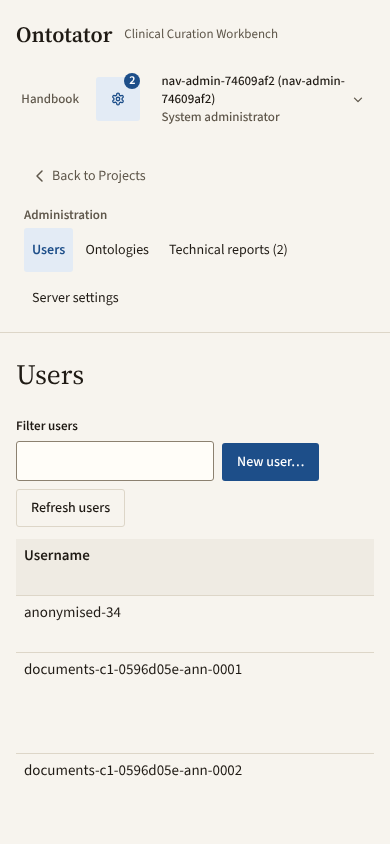 Ontotator Clinical Curation Workbench
2
Handbook
nav-admin-74609af2 (nav-admin-
74609af2)
System administrator
Back to Projects
Administration
Users Ontologies Technical reports (2)
Server settings
Users
Filter users
New user...
Refresh users
Username
anonymised-34
documents-c1-0596d05e-ann-0001
documents-c1-0596d05e-ann-0002